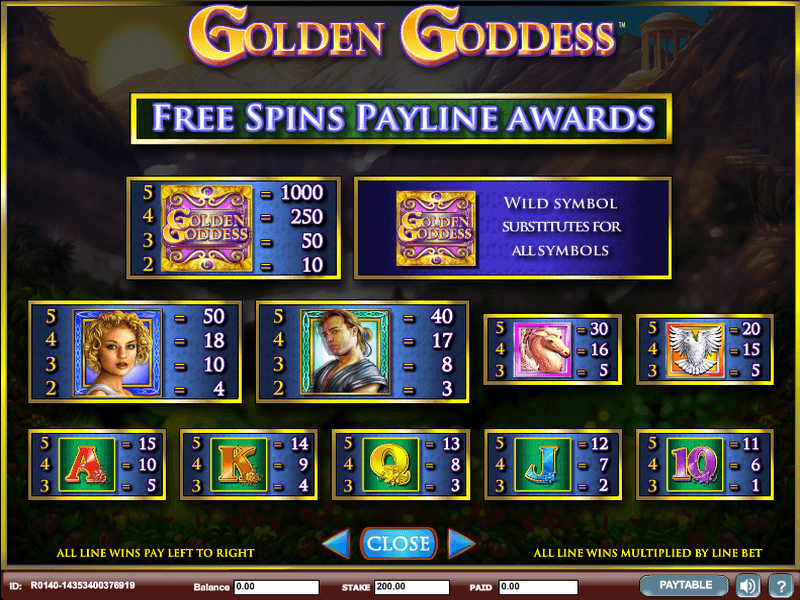 GOLDEN GODDESS™
FREE SPINS PAYLINE AWARDS
5 = 1000
4 = 250
3 = 50
2 = 10
GOLDEN
GODDESS
GOLDEN
GODDESS
WILD SYMBOL
SUBSTITUTES FOR
ALL SYMBOLS
5 = 50
4 = 18
3 = 10
2 = 4
5 = 40
4 = 17
3 = 8
2 = 3
5 = 30
4 = 16
3 = 5
5 = 20
4 = 15
3 = 5
A
5 = 15
4 = 10
3 = 5
K
5 = 14
4 = 9
3 = 4
Q
5 = 13
4 = 8
3 = 3
J
5 = 12
4 = 7
3 = 2
10
5 = 11
4 = 6
3 = 1
ALL LINE WINS PAY LEFT TO RIGHT
CLOSE
ALL LINE WINS MULTIPLIED BY LINE BET
ID: R0140-14353400376919
Balance 0.00
STAKE 200.00
PAID 0.00
PAYTABLE
?